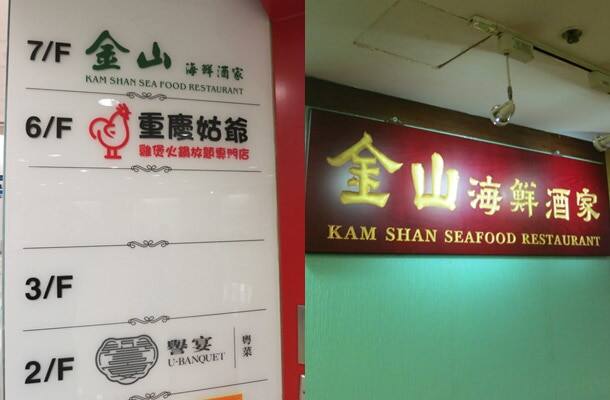 7/F 金山 海鮮酒家
KAM SHAN SEA FOOD RESTAURANT
6/F 重慶姑爺
雞煲火鍋放題專門店
3/F
2/F 譽宴 粵菜
U·BANQUET
金山海鮮酒家
KAM SHAN SEAFOOD RESTAURANT